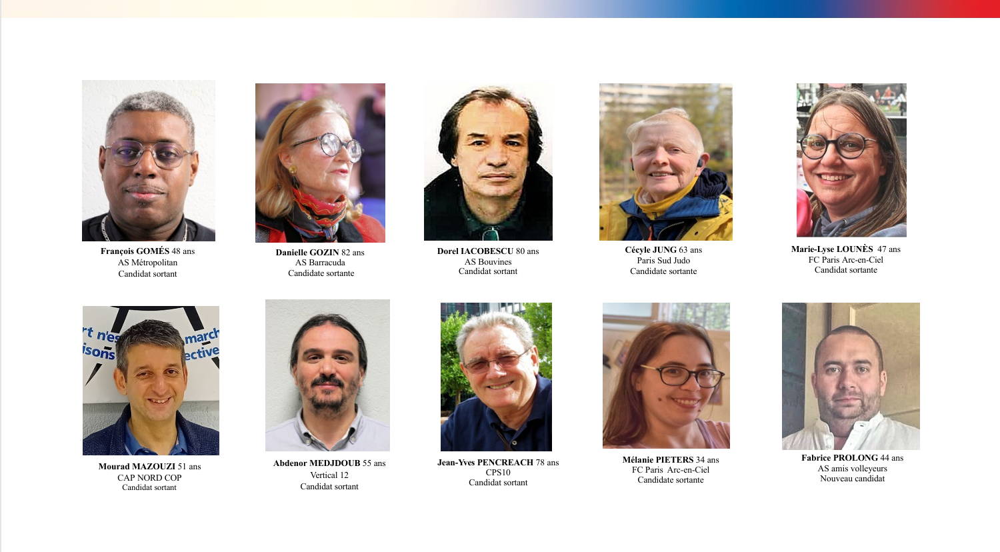 François GOMÉS 48 ans
AS Métropolitan
Candidat sortant
Danielle GOZIN 82 ans
AS Barracuda
Candidate sortante
Dorel IACOBESCU 80 ans
AS Bouvines
Candidat sortant
Cécyle JUNG 63 ans
Paris Sud Judo
Candidate sortante
Marie-Lyse LOUNÈS 47 ans
FC Paris Arc-en-Ciel
Candidat sortante
rt n'es
march
isons
ective
Mourad MAZOUZI 51 ans
CAP NORD COP
Candidat sortant
Abdenor MEDJDOUB 55 ans
Vertical 12
Candidat sortant
Jean-Yves PENCREACH 78 ans
CPS10
Candidat sortant
Mélanie PIETERS 34 ans
FC Paris Arc-en-Ciel
Candidate sortante
Fabrice PROLONG 44 ans
AS amis volleyeurs
Nouveau candidat